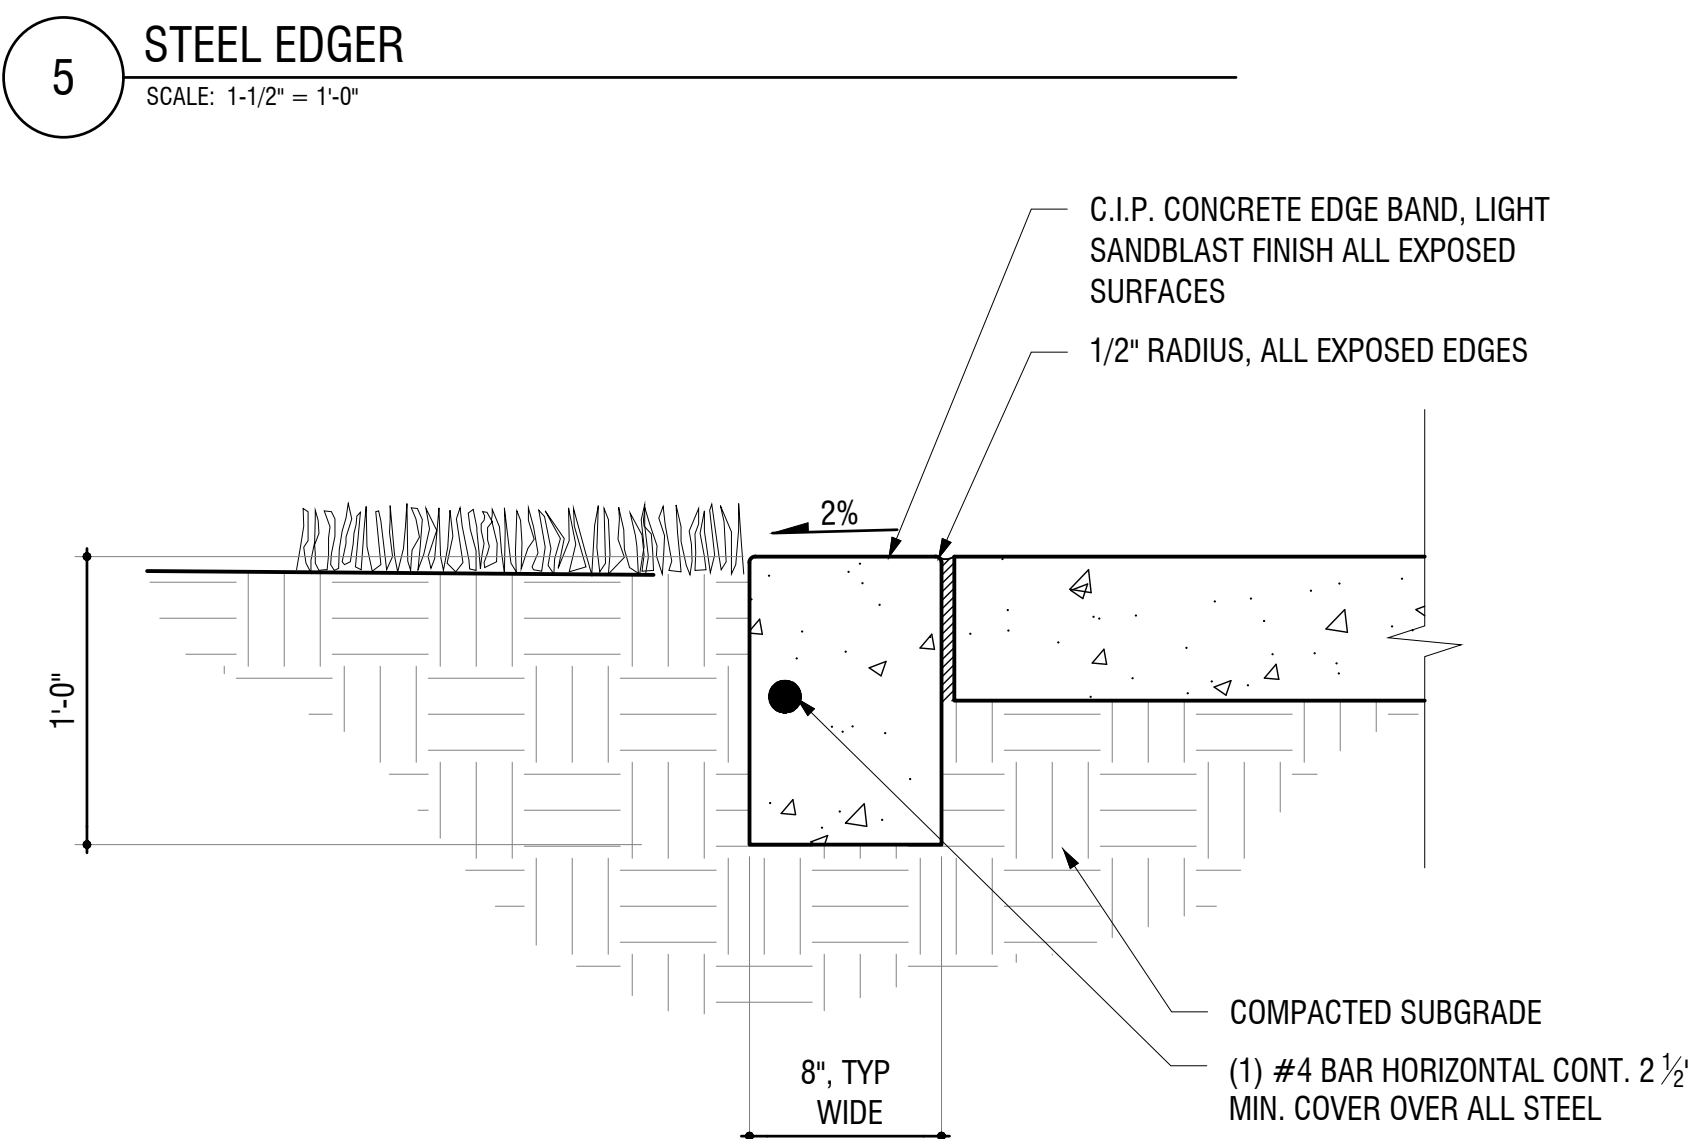 5
STEEL EDGER
SCALE: 1-1/2" = 1'-0"
C.I.P. CONCRETE EDGE BAND, LIGHT
SANDBLAST FINISH ALL EXPOSED
SURFACES
1/2" RADIUS, ALL EXPOSED EDGES
2%
1'-0"
COMPACTED SUBGRADE
(1) #4 BAR HORIZONTAL CONT. 2 ½"
MIN. COVER OVER ALL STEEL
8", TYP
WIDE